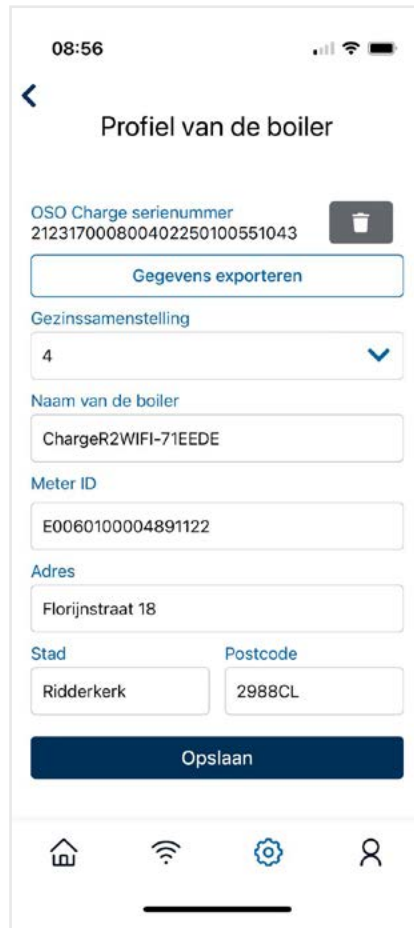 08:56
Profiel van de boiler
OSO Charge serienummer
212317000800402250100551043
Gegevens exporteren
Gezinssamenstelling
4
Naam van de boiler
ChargeR2WIFI-71EEDE
Meter ID
E0060100004891122
Adres
Florijnstraat 18
Stad
Postcode
Ridderkerk
2988CL
Opslaan